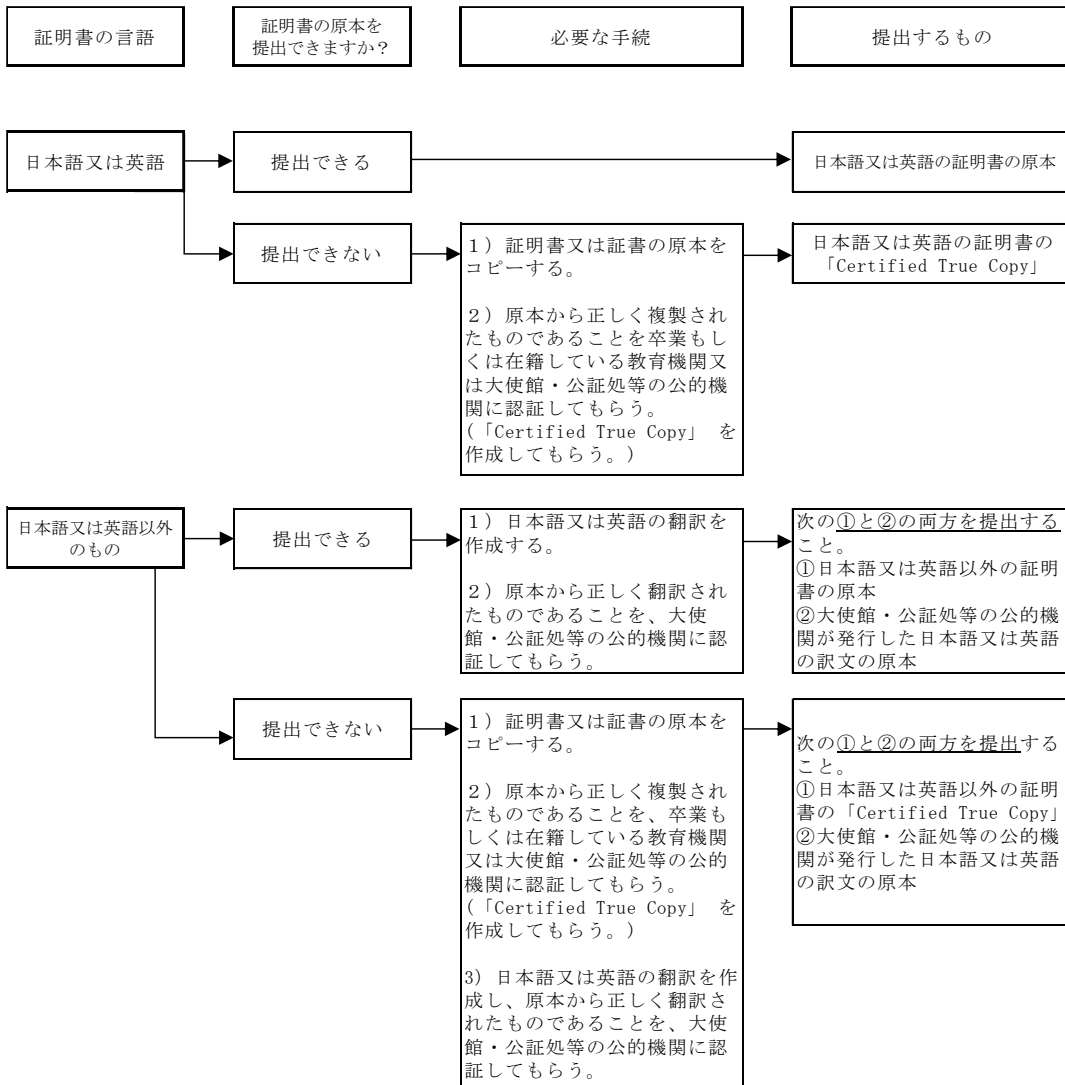 証明書の言語
証明書の原本を
提出できますか？
必要な手続
提出するもの
日本語又は英語
提出できる
日本語又は英語の証明書の原本
提出できない
１）証明書又は証書の原本を
コピーする。
２）原本から正しく複製され
たものであることを卒業もし
くは在籍している教育機関又
は大使館・公証処等の公的機
関に認証してもらう。
(「Certified True Copy」 を
作成してもらう。)
日本語又は英語の証明書の
「Certified True Copy」
日本語又は英語以外
のもの
提出できる
１）日本語又は英語の翻訳を
作成する。
２）原本から正しく翻訳され
たものであることを、大使
館・公証処等の公的機関に認
証してもらう。
次の①と②の両方を提出する
こと。
①日本語又は英語以外の証明
書の原本
②大使館・公証処等の公的機
関が発行した日本語又は英語
の訳文の原本
提出できない
１）証明書又は証書の原本を
コピーする。
２）原本から正しく複製され
たものであることを、卒業も
しくは在籍している教育機関
又は大使館・公証処等の公的
機関に認証してもらう。
(「Certified True Copy」 を
作成してもらう。)
3) 日本語又は英語の翻訳を作
成し、原本から正しく翻訳さ
れたものであることを、大使
館・公証処等の公的機関に認
証してもらう。
次の①と②の両方を提出する
こと。
①日本語又は英語以外の証明
書の「Certified True Copy」
②大使館・公証処等の公的機
関が発行した日本語又は英語
の訳文の原本